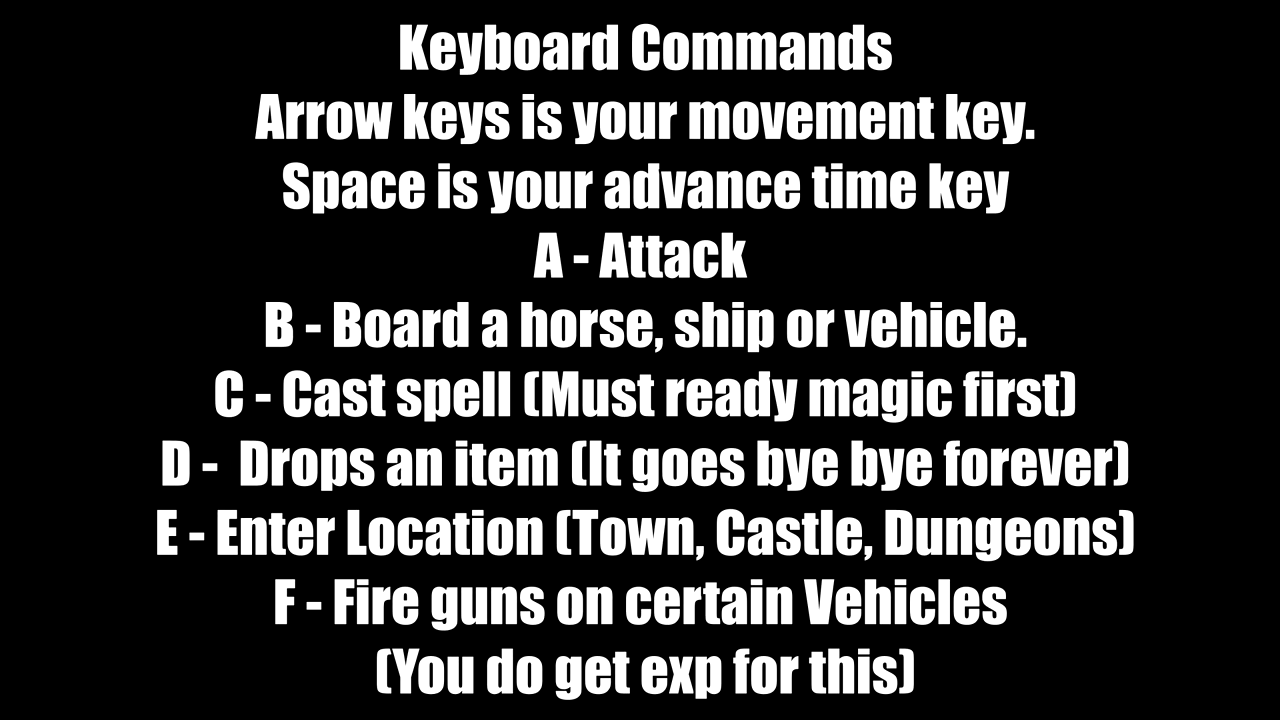 Keyboard Commands
Arrow keys is your movement key.
Space is your advance time key
A - Attack
B - Board a horse, ship or vehicle.
C - Cast spell (Must ready magic first)
D -  Drops an item (It goes bye bye forever)
E - Enter Location (Town, Castle, Dungeons)
F - Fire guns on certain Vehicles
(You do get exp for this)